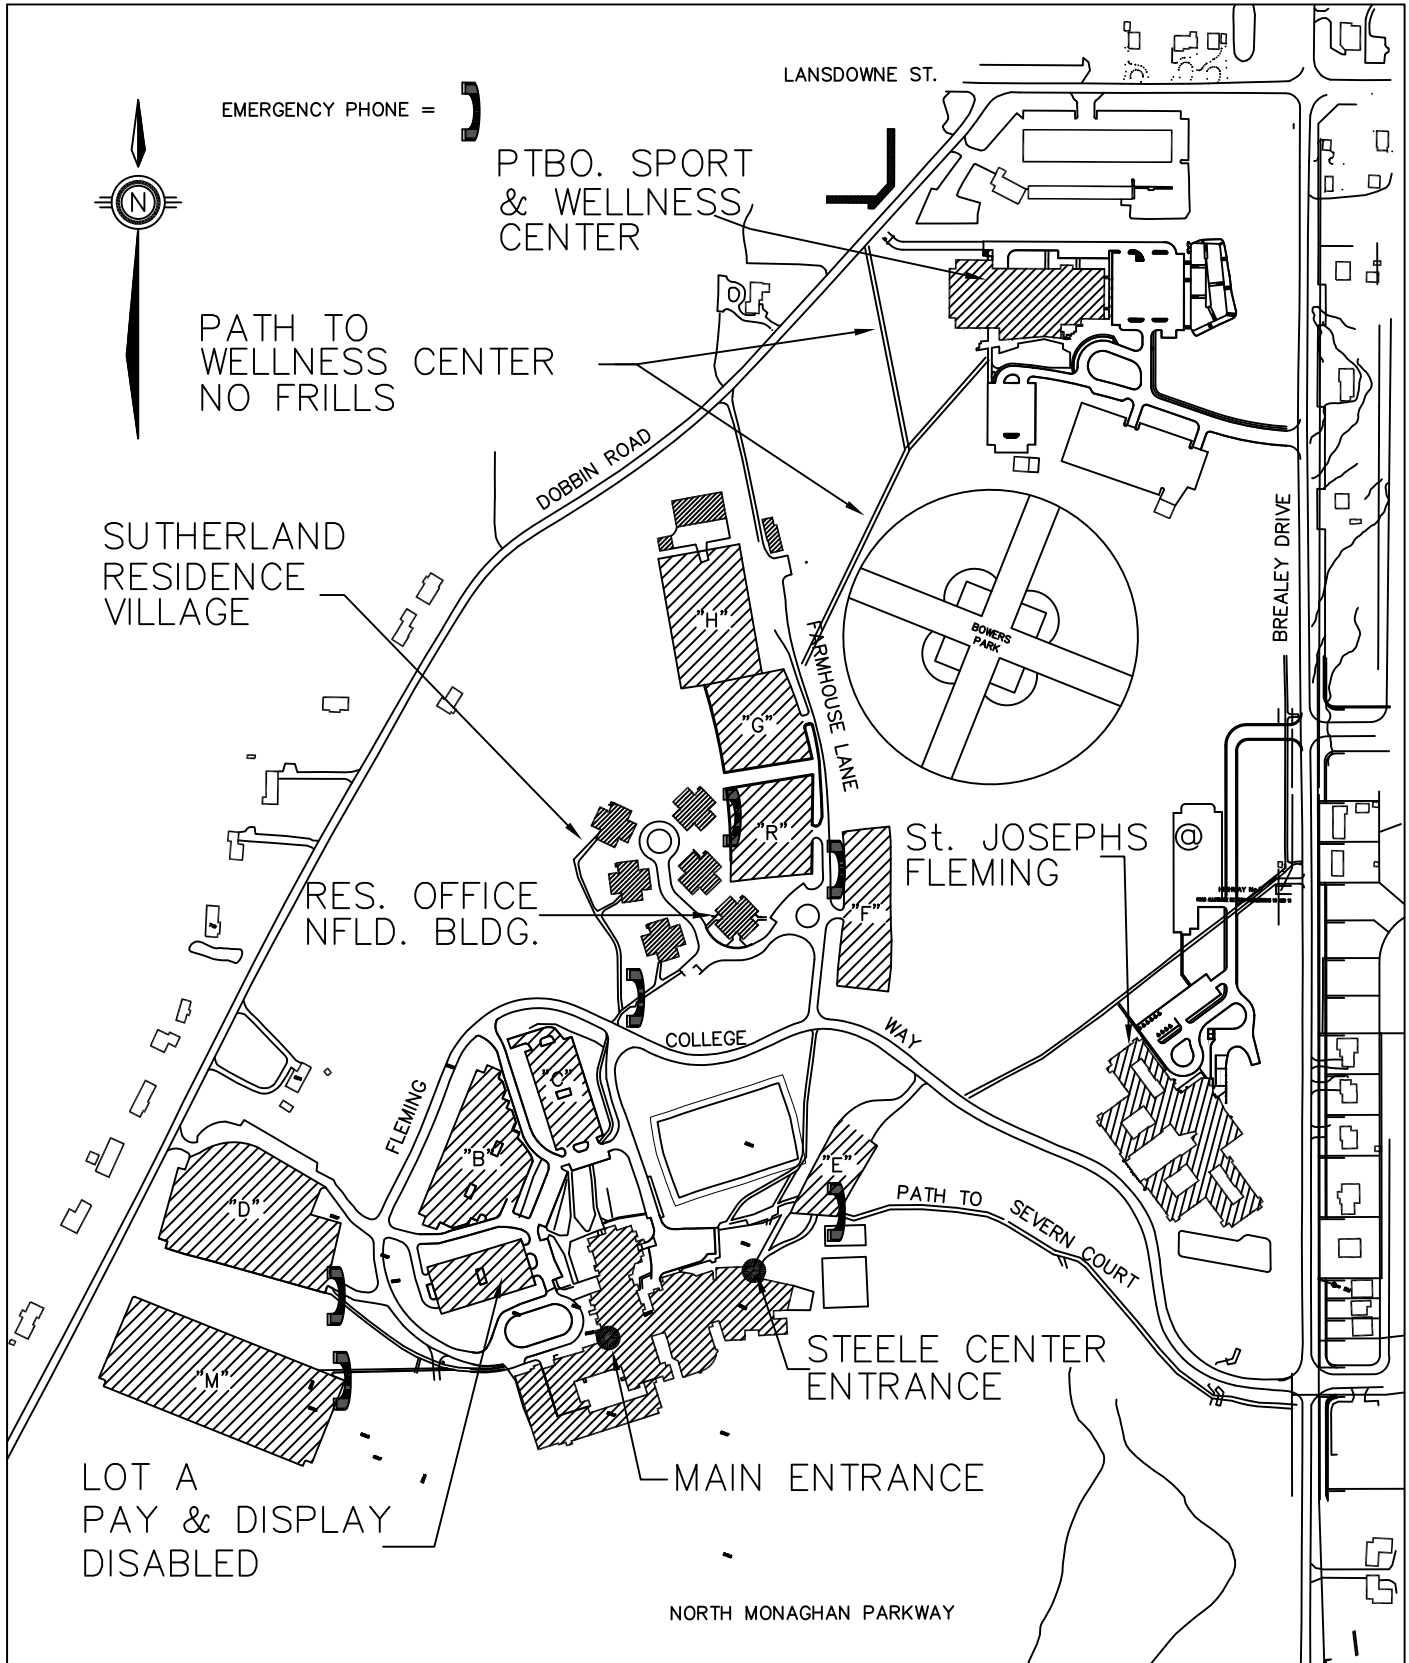 LANSDOWNE ST.
EMERGENCY PHONE =
N
PTBO. SPORT
& WELLNESS
CENTER
PATH TO
WELLNESS CENTER
NO FRILLS
DOBBIN ROAD
BREALEY DRIVE
SUTHERLAND
RESIDENCE
VILLAGE
"H"
FARMHOUSE LANE
BOWERS
PARK
"G"
"R"
St. JOSEPHS
FLEMING
@
RES. OFFICE
NFLD. BLDG.
"F"
COLLEGE
WAY
FLEMING
"C"
"B"
"E"
"D"
PATH TO
SEVERN COURT
STEELE CENTER
ENTRANCE
"M"
MAIN ENTRANCE
LOT A
PAY & DISPLAY
DISABLED
NORTH MONAGHAN PARKWAY